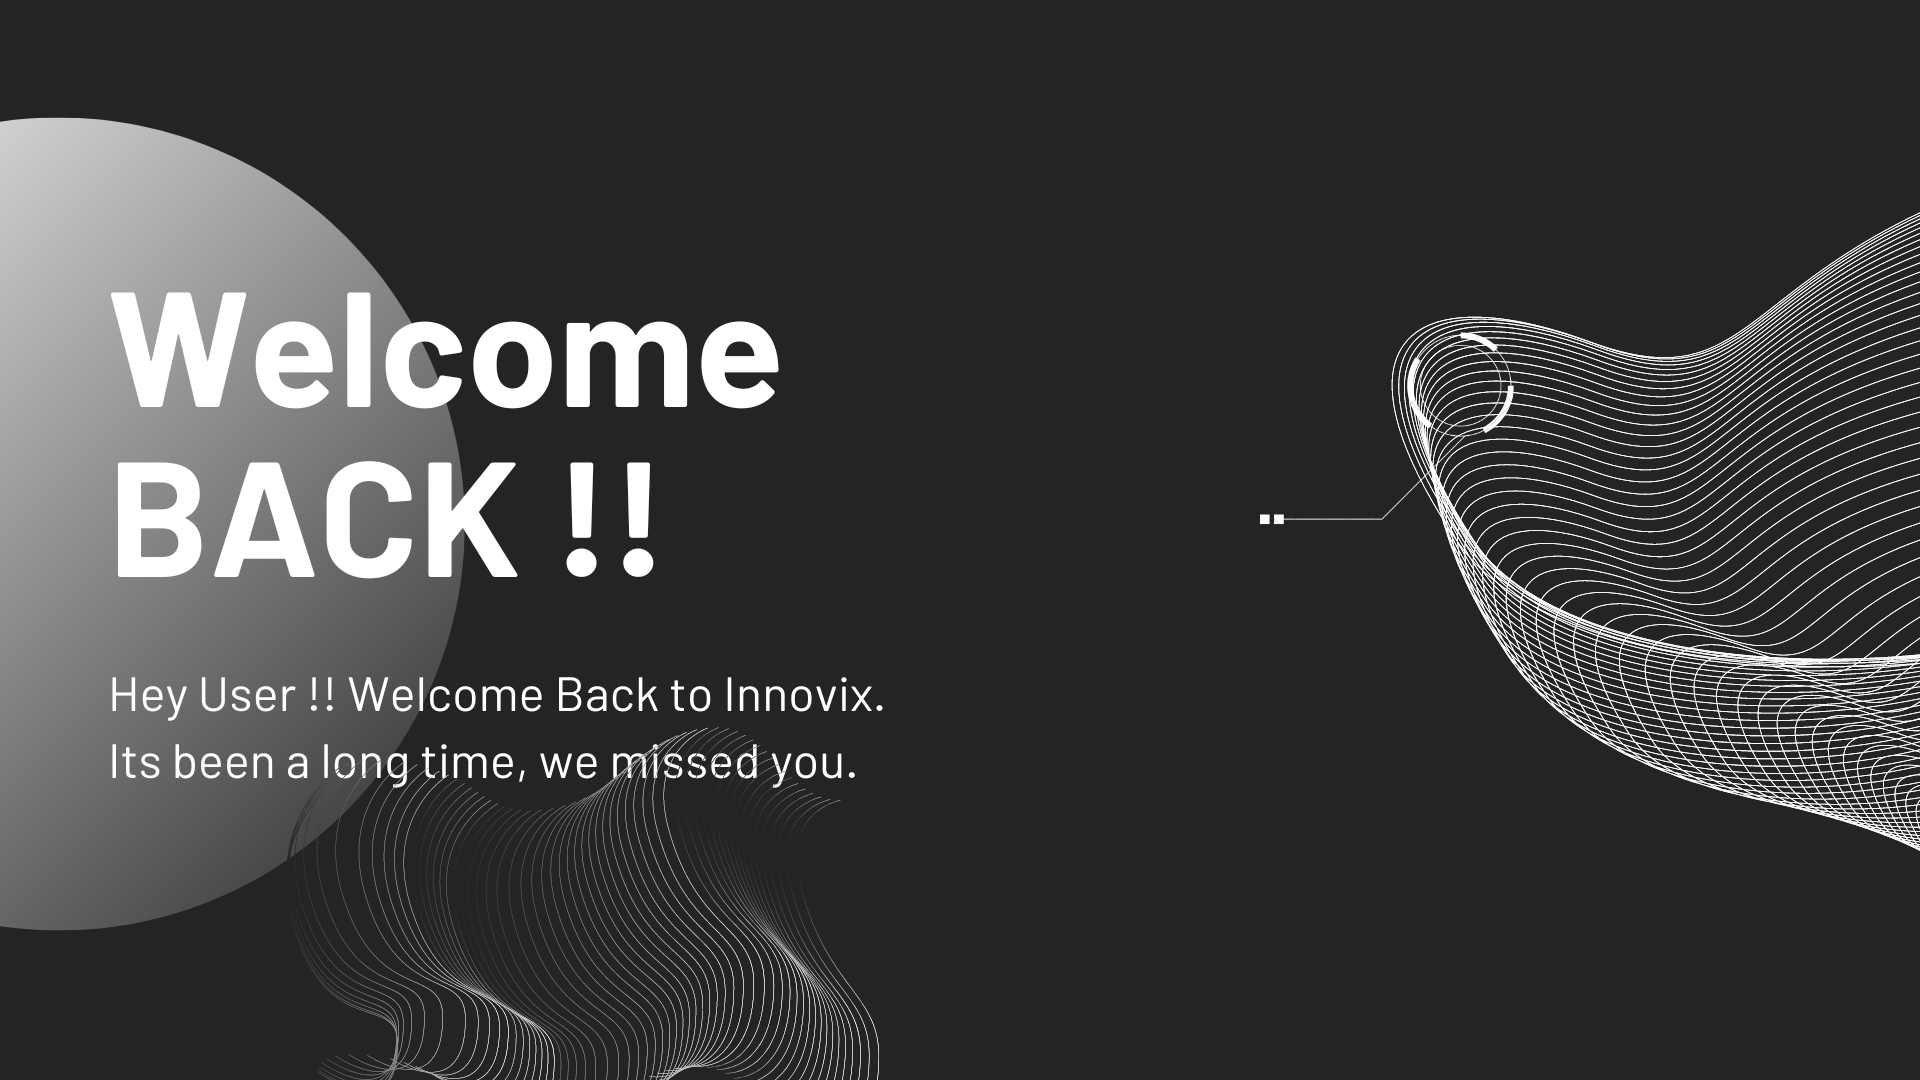 Welcome
BACK !!
Hey User !! Welcome Back to Innovix.
Its been a long time, we missed you.